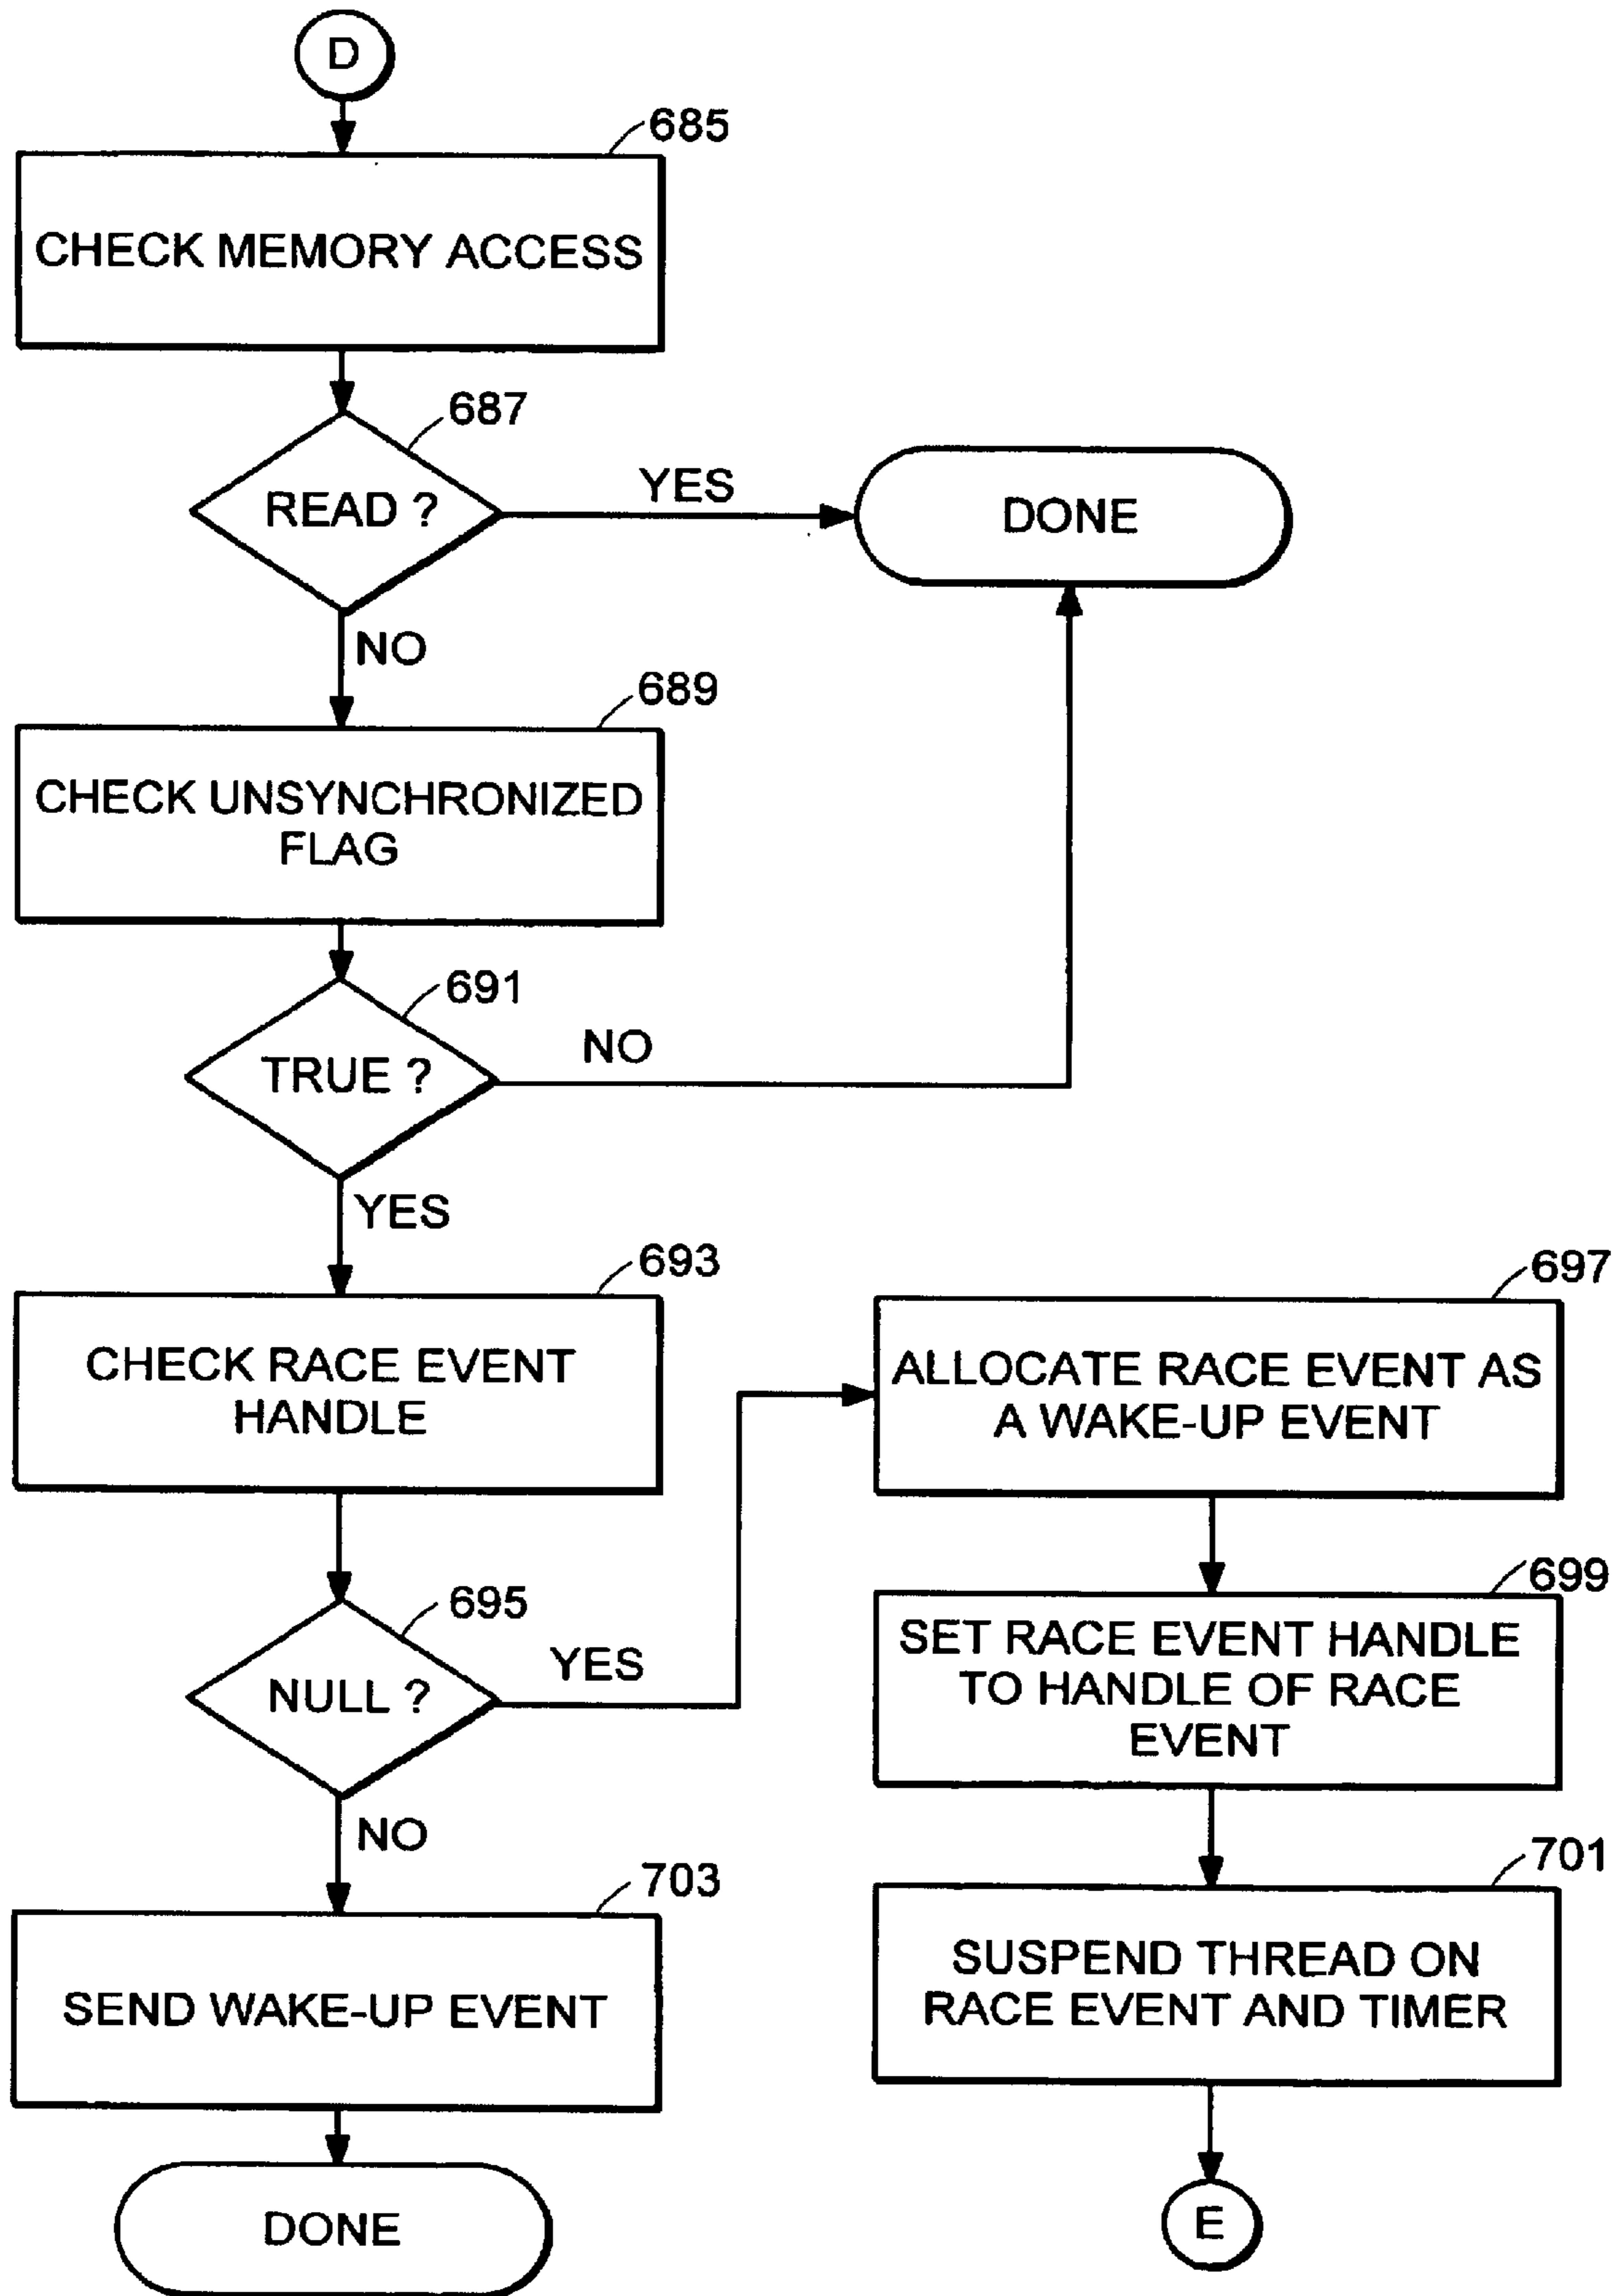 D
685
CHECK MEMORY ACCESS
687
READ ?
YES
DONE
NO
689
CHECK UNSYNCHRONIZED
FLAG
691
TRUE ?
NO
YES
693
CHECK RACE EVENT
HANDLE
697
ALLOCATE RACE EVENT AS
A WAKE-UP EVENT
695
NULL ?
YES
699
SET RACE EVENT HANDLE
TO HANDLE OF RACE
EVENT
NO
703
SEND WAKE-UP EVENT
701
SUSPEND THREAD ON
RACE EVENT AND TIMER
DONE
E